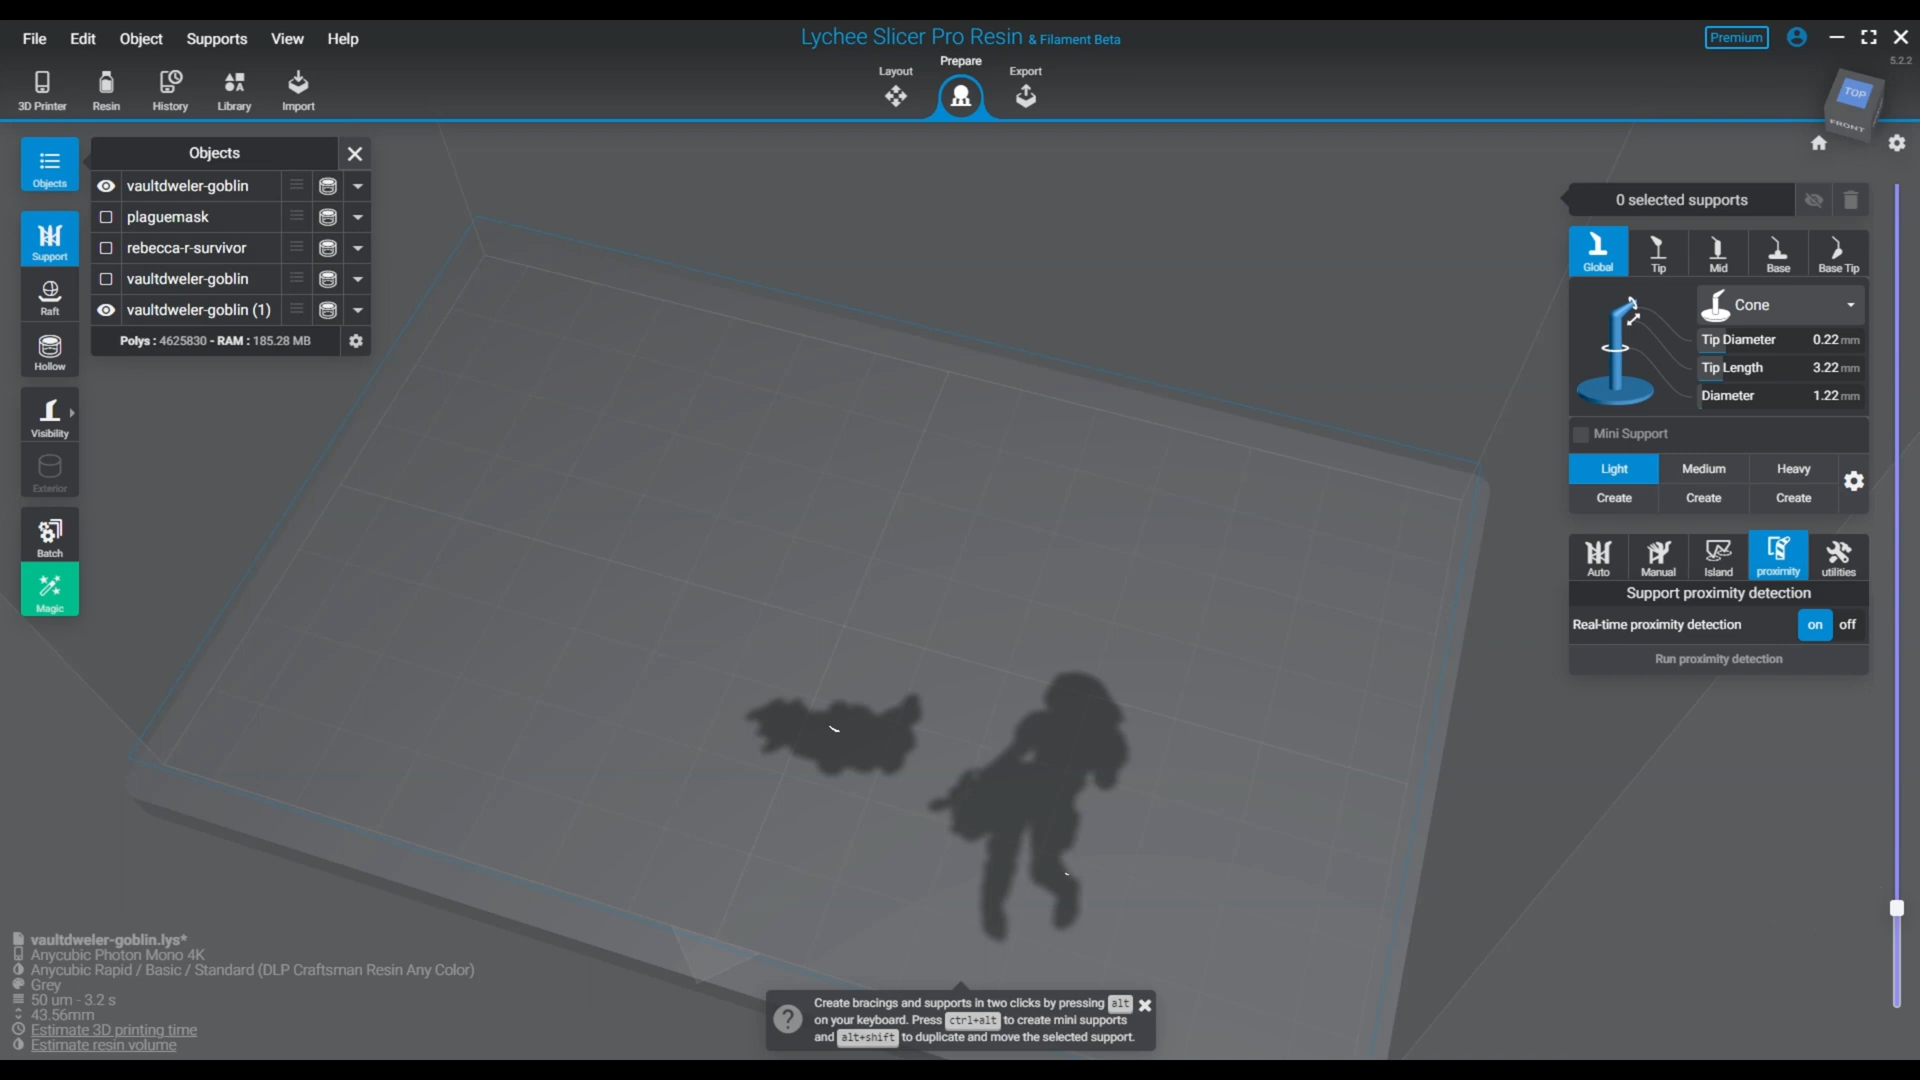 File Edit Object Supports View Help
Lychee Slicer Pro Resin & Filament Beta
Premium
5.2.2
3D Printer Resin History Library Import
Layout Prepare Export
TOP
FRONT
Objects
Objects
vaultdweler-goblin
plaguemask
rebecca-r-survivor
vaultdweler-goblin
vaultdweler-goblin (1)
Polys : 4625830 - RAM : 185.28 MB
Support
Raft
Hollow
Visibility
Exterior
Batch
Magic
0 selected supports
Global Tip Mid Base Base Tip
Cone
Tip Diameter 0.22 mm
Tip Length 3.22 mm
Diameter 1.22 mm
Mini Support
Light Medium Heavy
Create Create Create
Auto Manual Island proximity utilities
Support proximity detection
Real-time proximity detection on off
Run proximity detection
vaultdweler-goblin.lys*
Anycubic Photon Mono 4K
Anycubic Rapid / Basic / Standard (DLP Craftsman Resin Any Color)
Grey
50 um - 3.2 s
43.56mm
Estimate 3D printing time
Estimate resin volume
Create bracings and supports in two clicks by pressing alt
on your keyboard. Press ctrl+alt to create mini supports
and alt+shift to duplicate and move the selected support.